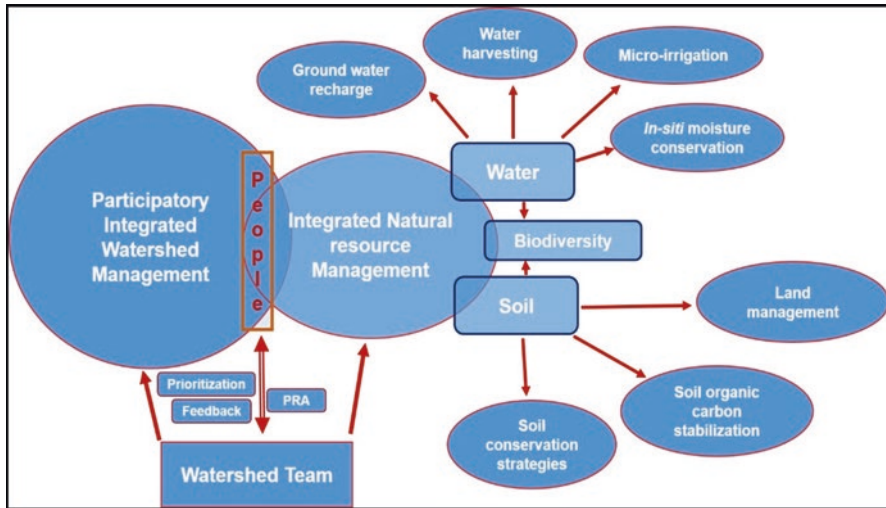 Water
harvesting
Ground water
recharge
Micro-irrigation
In-siti moisture
conservation
Participatory
Integrated
Watershed
Management
People
Integrated Natural
resource
Management
Water
Biodiversity
Soil
Land
management
Soil organic
carbon
stabilization
Soil
conservation
strategies
Prioritization
Feedback
PRA
Watershed Team